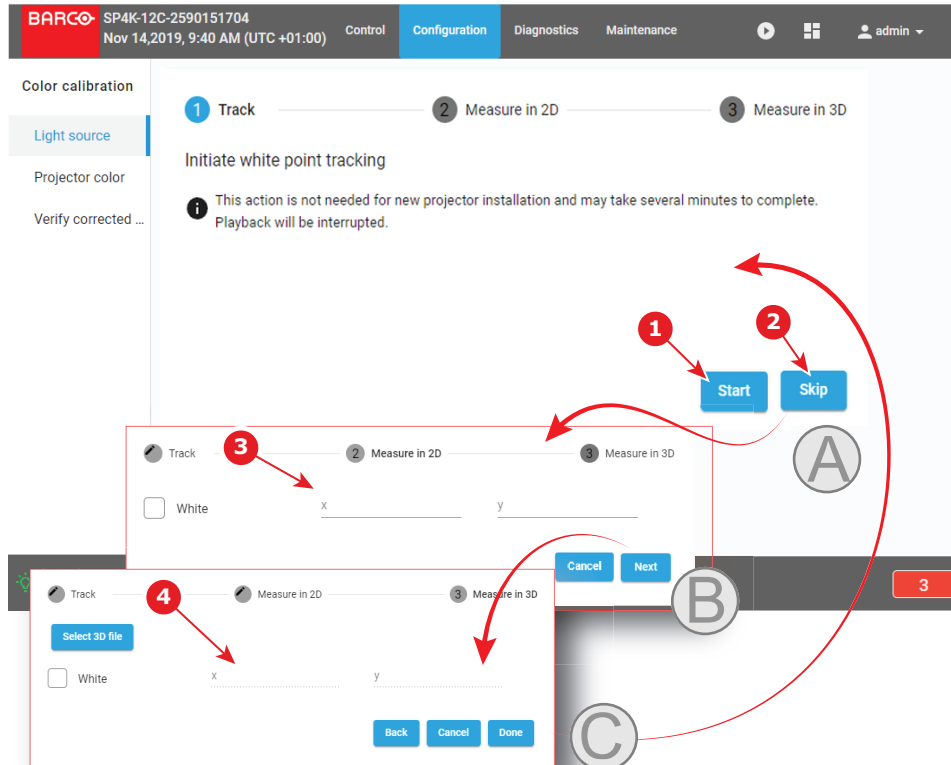 BARCO SP4K-12C-2590151704
Nov 14,2019, 9:40 AM (UTC +01:00)
Control Configuration Diagnostics Maintenance admin
Color calibration
Light source
Projector color
Verify corrected ...
1 Track 2 Measure in 2D 3 Measure in 3D
Initiate white point tracking
This action is not needed for new projector installation and may take several minutes to complete.
Playback will be interrupted.
1 2
Start Skip
A
Track 3 2 Measure in 2D 3 Measure in 3D
White x y
Cancel Next
B
3
Track 4 Measure in 2D 3 Measure in 3D
Select 3D file
White x y
Back Cancel Done
C